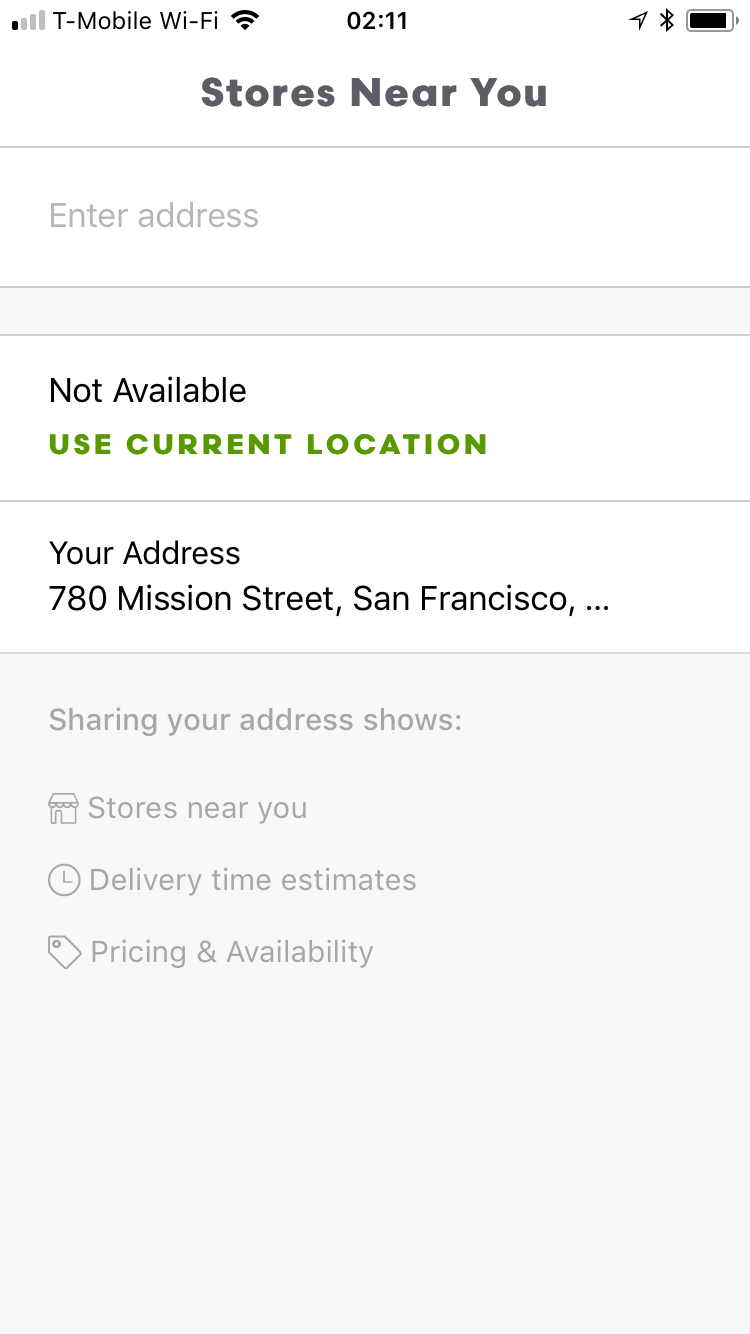 T-Mobile Wi-Fi 02:11
Stores Near You
Enter address
Not Available
USE CURRENT LOCATION
Your Address
780 Mission Street, San Francisco, ...
Sharing your address shows:
Stores near you
Delivery time estimates
Pricing & Availability